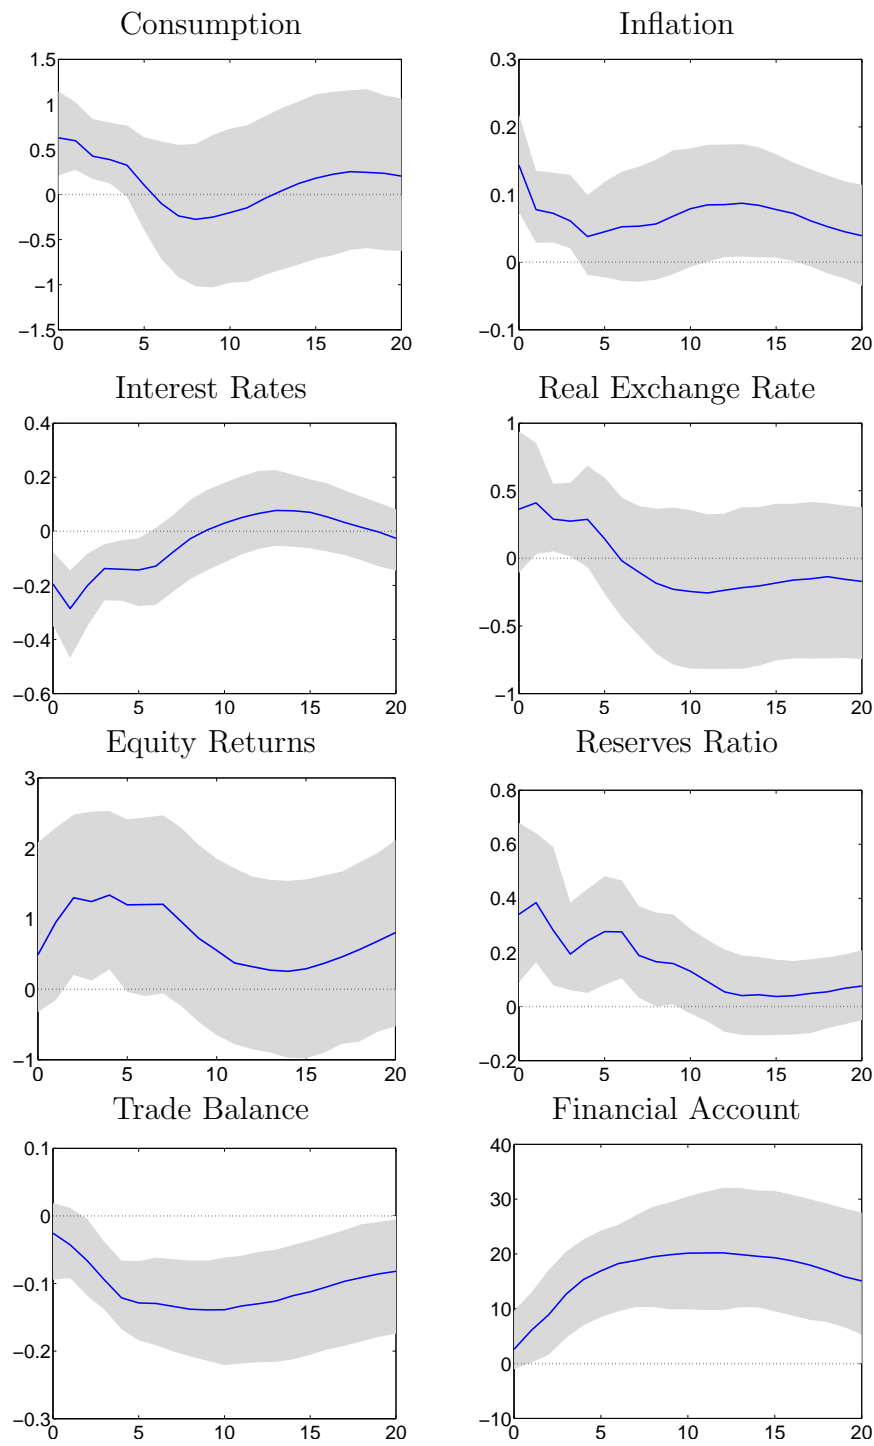 Consumption
1.5
1
0.5
0
−0.5
−1
−1.5
0 5 10 15 20
Inflation
0.3
0.2
0.1
0
−0.1
0 5 10 15 20
Interest Rates
0.4
0.2
0
−0.2
−0.4
−0.6
0 5 10 15 20
Real Exchange Rate
1
0.5
0
−0.5
−1
0 5 10 15 20
Equity Returns
3
2
1
0
−1
0 5 10 15 20
Reserves Ratio
0.8
0.6
0.4
0.2
0
−0.2
0 5 10 15 20
Trade Balance
0.1
0
−0.1
−0.2
−0.3
0 5 10 15 20
Financial Account
40
30
20
10
0
−10
0 5 10 15 20